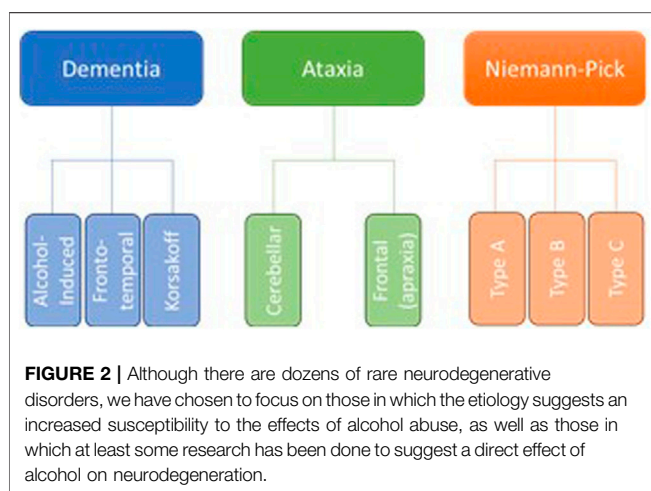 Dementia
Ataxia
Niemann-Pick
Alcohol-
Induced
Fronto-
temporal
Korsakoff
Cerebellar
Frontal
(apraxia)
Type A
Type B
Type C
FIGURE 2 | Although there are dozens of rare neurodegenerative
disorders, we have chosen to focus on those in which the etiology suggests an
increased susceptibility to the effects of alcohol abuse, as well as those in
which at least some research has been done to suggest a direct effect of
alcohol on neurodegeneration.